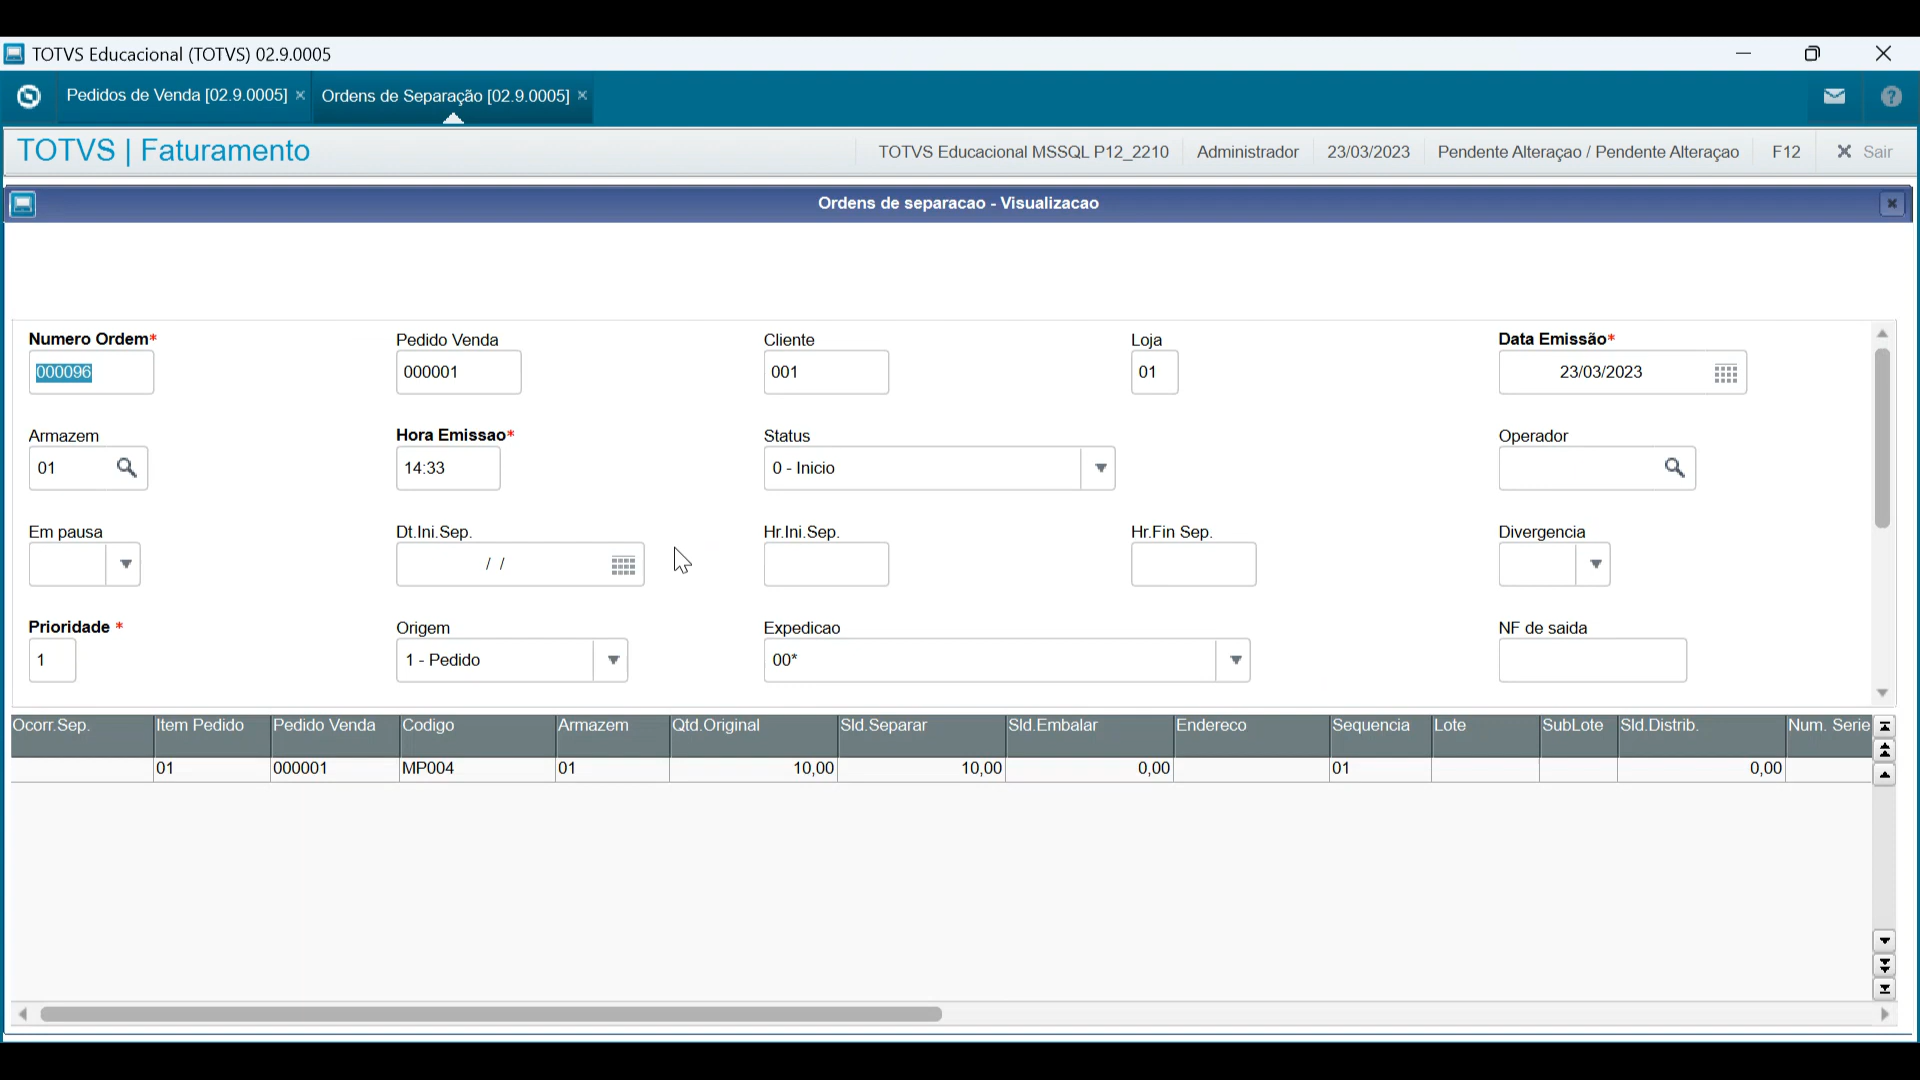 TOTVS Educacional (TOTVS) 02.9.0005
Pedidos de Venda [02.9.0005] Ordens de Separação [02.9.0005]
TOTVS | Faturamento TOTVS Educacional MSSQL P12_2210 Administrador 23/03/2023 Pendente Alteraçao / Pendente Alteraçao F12 Sair
Ordens de separacao - Visualizacao
Numero Ordem* Pedido Venda Cliente Loja Data Emissão*
000096 000001 001 01 23/03/2023
Armazem Hora Emissao* Status Operador
01 14:33 0 - Inicio
Em pausa Dt.Ini.Sep. Hr.Ini.Sep. Hr.Fin Sep. Divergencia
/ /
Prioridade * Origem Expedicao NF de saida
1 1 - Pedido 00*
Ocorr.Sep. Item Pedido Pedido Venda Codigo Armazem Qtd.Original Sld.Separar Sld.Embalar Endereco Sequencia Lote SubLote Sld.Distrib. Num. Serie
01 000001 MP004 01 10,00 10,00 0,00 01 0,00